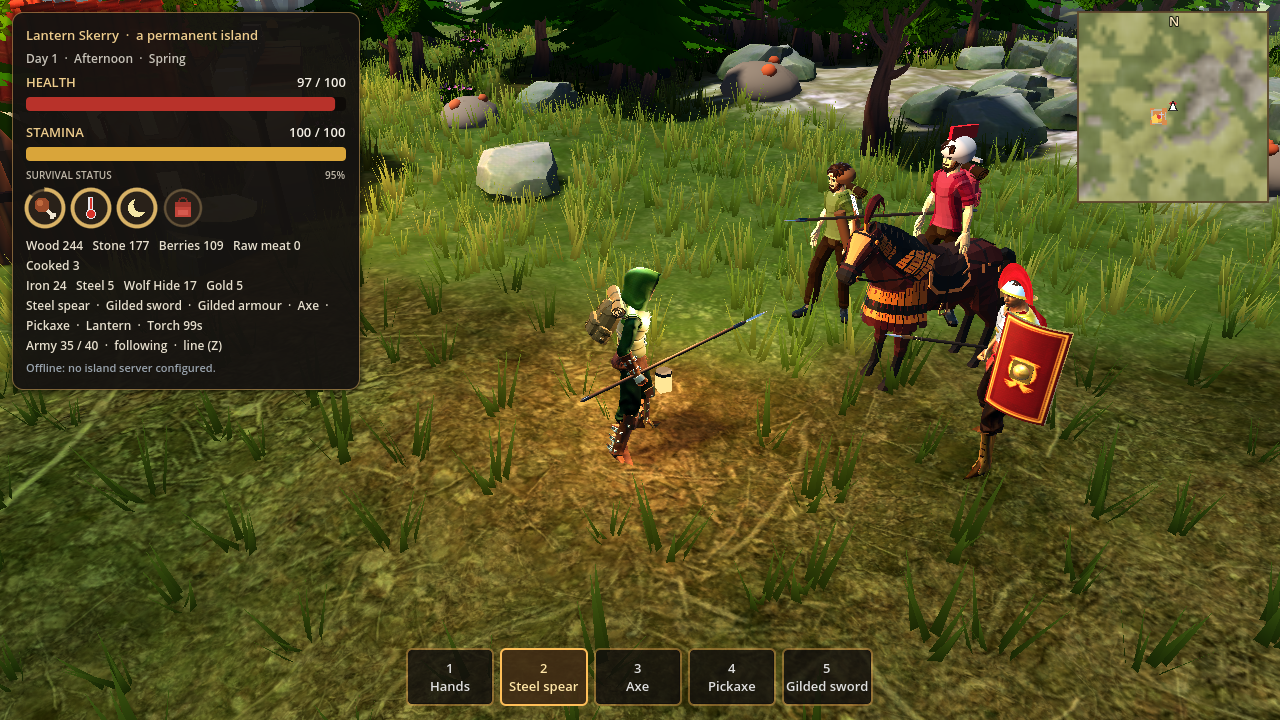 Lantern Skerry · a permanent island
Day 1 · Afternoon · Spring
HEALTH 97 / 100
STAMINA 100 / 100
SURVIVAL STATUS 95%
Wood 244 Stone 177 Berries 109 Raw meat 0
Cooked 3
Iron 24 Steel 5 Wolf Hide 17 Gold 5
Steel spear · Gilded sword · Gilded armour · Axe ·
Pickaxe · Lantern · Torch 99s
Army 35 / 40 · following · line (Z)
Offline: no island server configured.
N
1
Hands
2
Steel spear
3
Axe
4
Pickaxe
5
Gilded sword